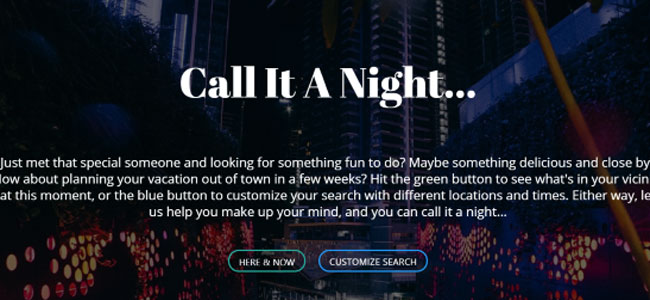 Call It A Night...
Just met that special someone and looking for something fun to do? Maybe something delicious and close by
low about planning your vacation out of town in a few weeks? Hit the green button to see what's in your vicin
at this moment, or the blue button to customize your search with different locations and times. Either way, le
us help you make up your mind, and you can call it a night...
HERE & NOW
CUSTOMIZE SEARCH